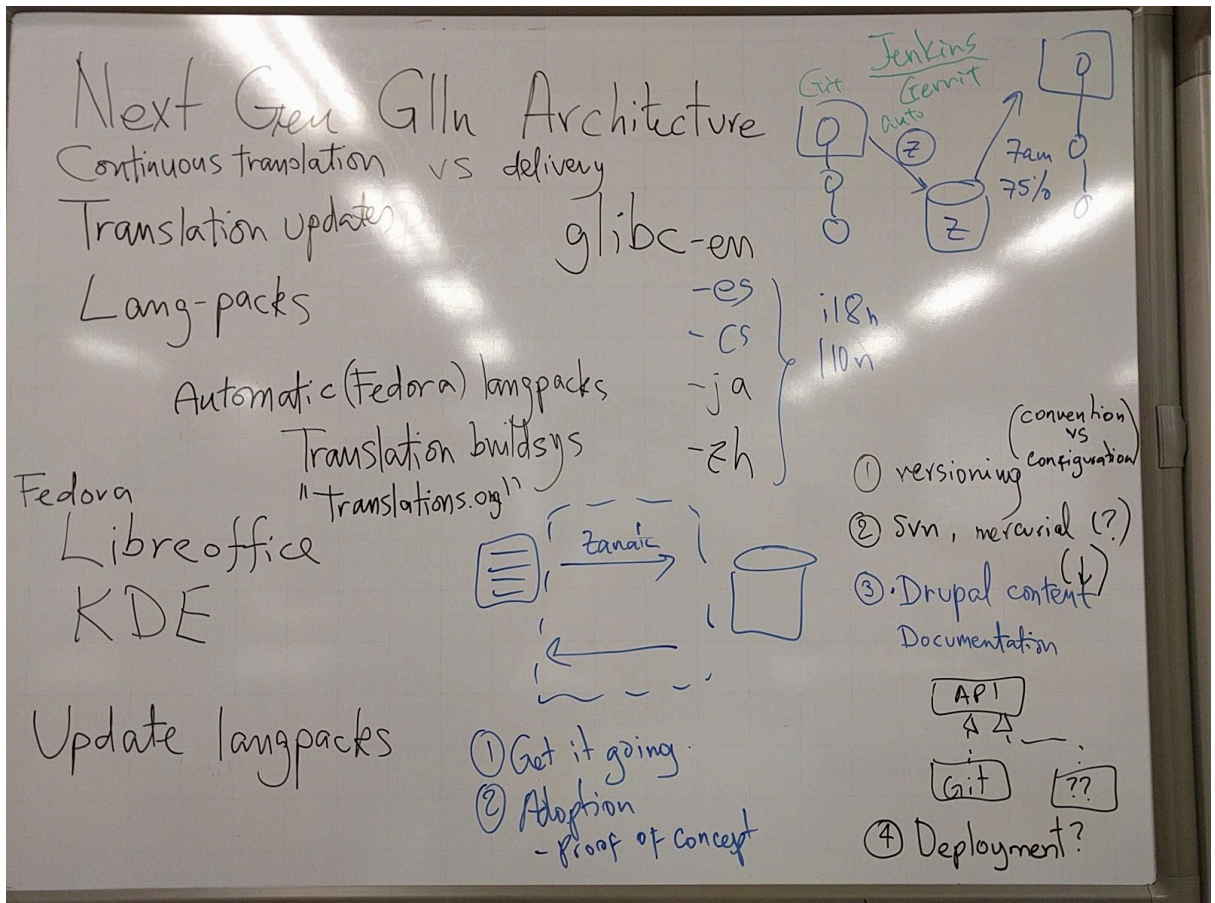 Next Gen G11n Architecture
Continuous translation vs delivery
Translation updates
Lang-packs
Automatic (Fedora) langpacks
Translation buildsys
"translations.org"
Fedora
Libreoffice
KDE
Update langpacks
glibc-en
-es
-cs
-ja
-zh
i18n
l10n
Git
Jenkins
Gerrit
auto
Z
Z
7am
75%
Zanata
① Get it going.
② Adoption
- Proof of Concept
① versioning (convention
vs
configuration)
② svn, mercurial (?)
(↓)
③ · Drupal content
Documentation
API
Git
??
④ Deployment?